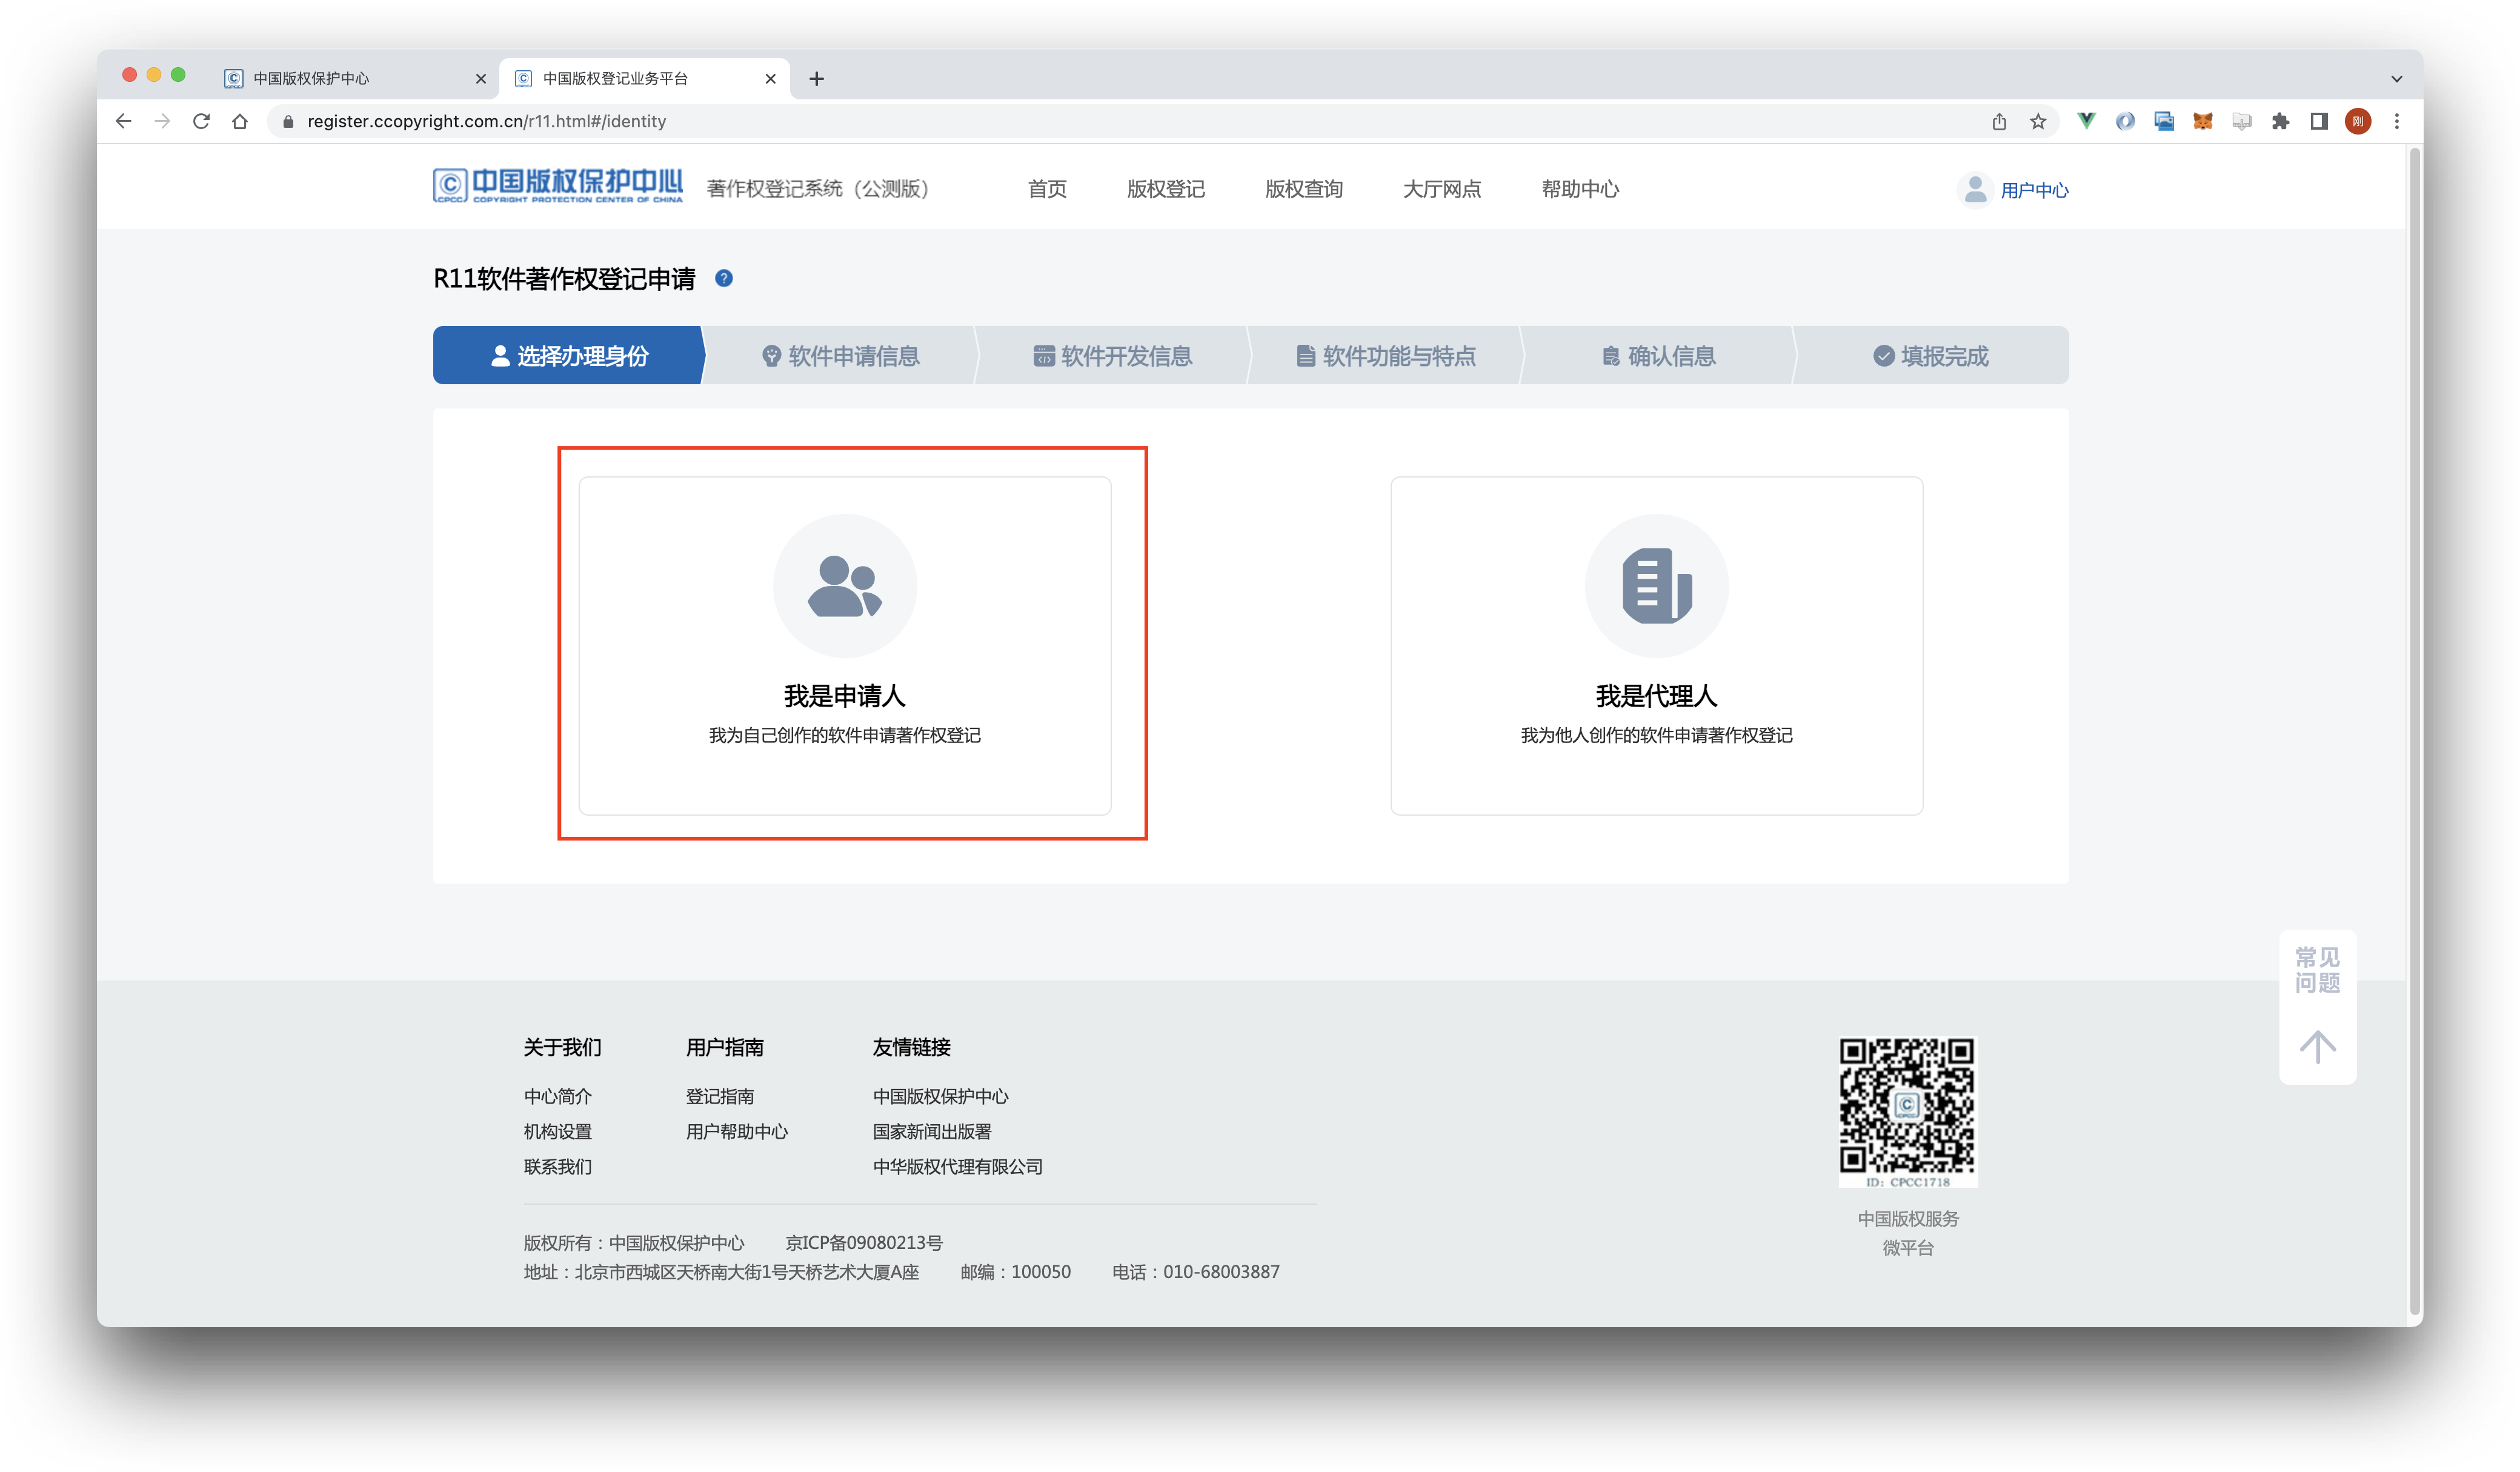 中国版权保护中心
中国版权登记业务平台
register.ccopyright.com.cn/r11.html#/identity
刚
中国版权保护中心
CPCC COPYRIGHT PROTECTION CENTER OF CHINA
著作权登记系统（公测版）
首页
版权登记
版权查询
大厅网点
帮助中心
用户中心
R11软件著作权登记申请
选择办理身份
软件申请信息
软件开发信息
软件功能与特点
确认信息
填报完成
我是申请人
我为自己创作的软件申请著作权登记
我是代理人
我为他人创作的软件申请著作权登记
常见
问题
关于我们
中心简介
机构设置
联系我们
用户指南
登记指南
用户帮助中心
友情链接
中国版权保护中心
国家新闻出版署
中华版权代理有限公司
版权所有：中国版权保护中心 京ICP备09080213号
地址：北京市西城区天桥南大街1号天桥艺术大厦A座 邮编：100050 电话：010-68003887
ID: CPCC1718
中国版权服务
微平台